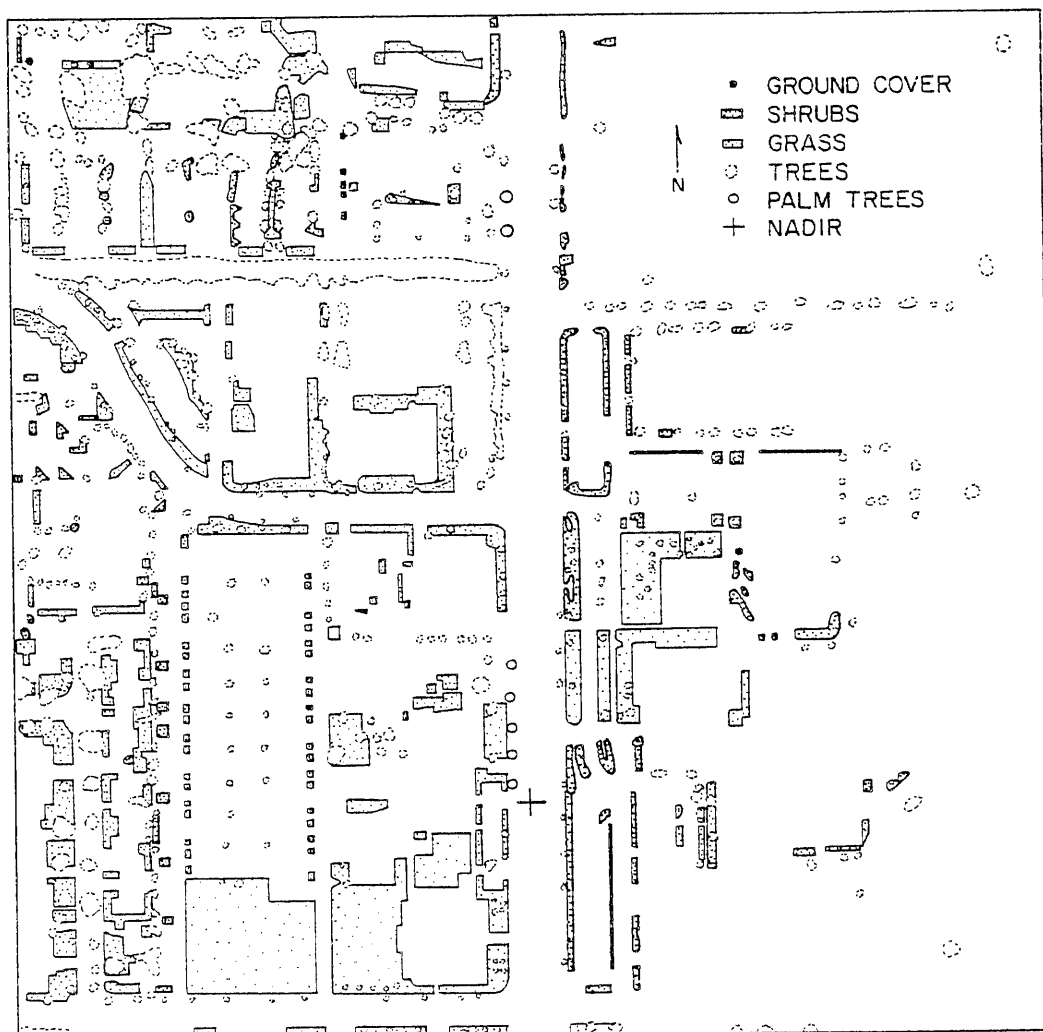 GROUND COVER
SHRUBS
GRASS
TREES
PALM TREES
NADIR
N